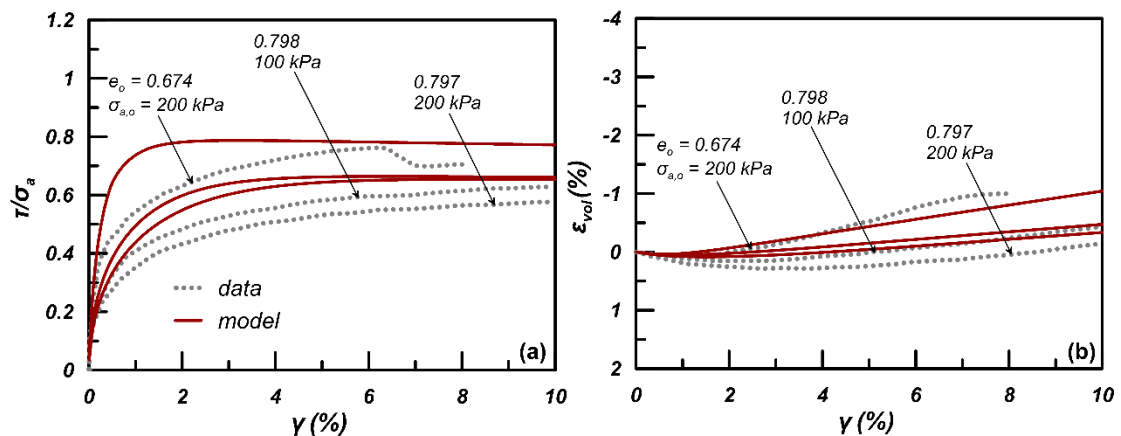 1.2
1
0.8
0.6
0.4
0.2
0
τ/σa
0.798
100 kPa
eo = 0.674
σa,o = 200 kPa
0.797
200 kPa
data
model
(a)
0 2 4 6 8 10
γ (%)
-4
-3
-2
-1
0
1
2
εvol (%)
0.798
100 kPa
eo = 0.674
σa,o = 200 kPa
0.797
200 kPa
(b)
0 2 4 6 8 10
γ (%)